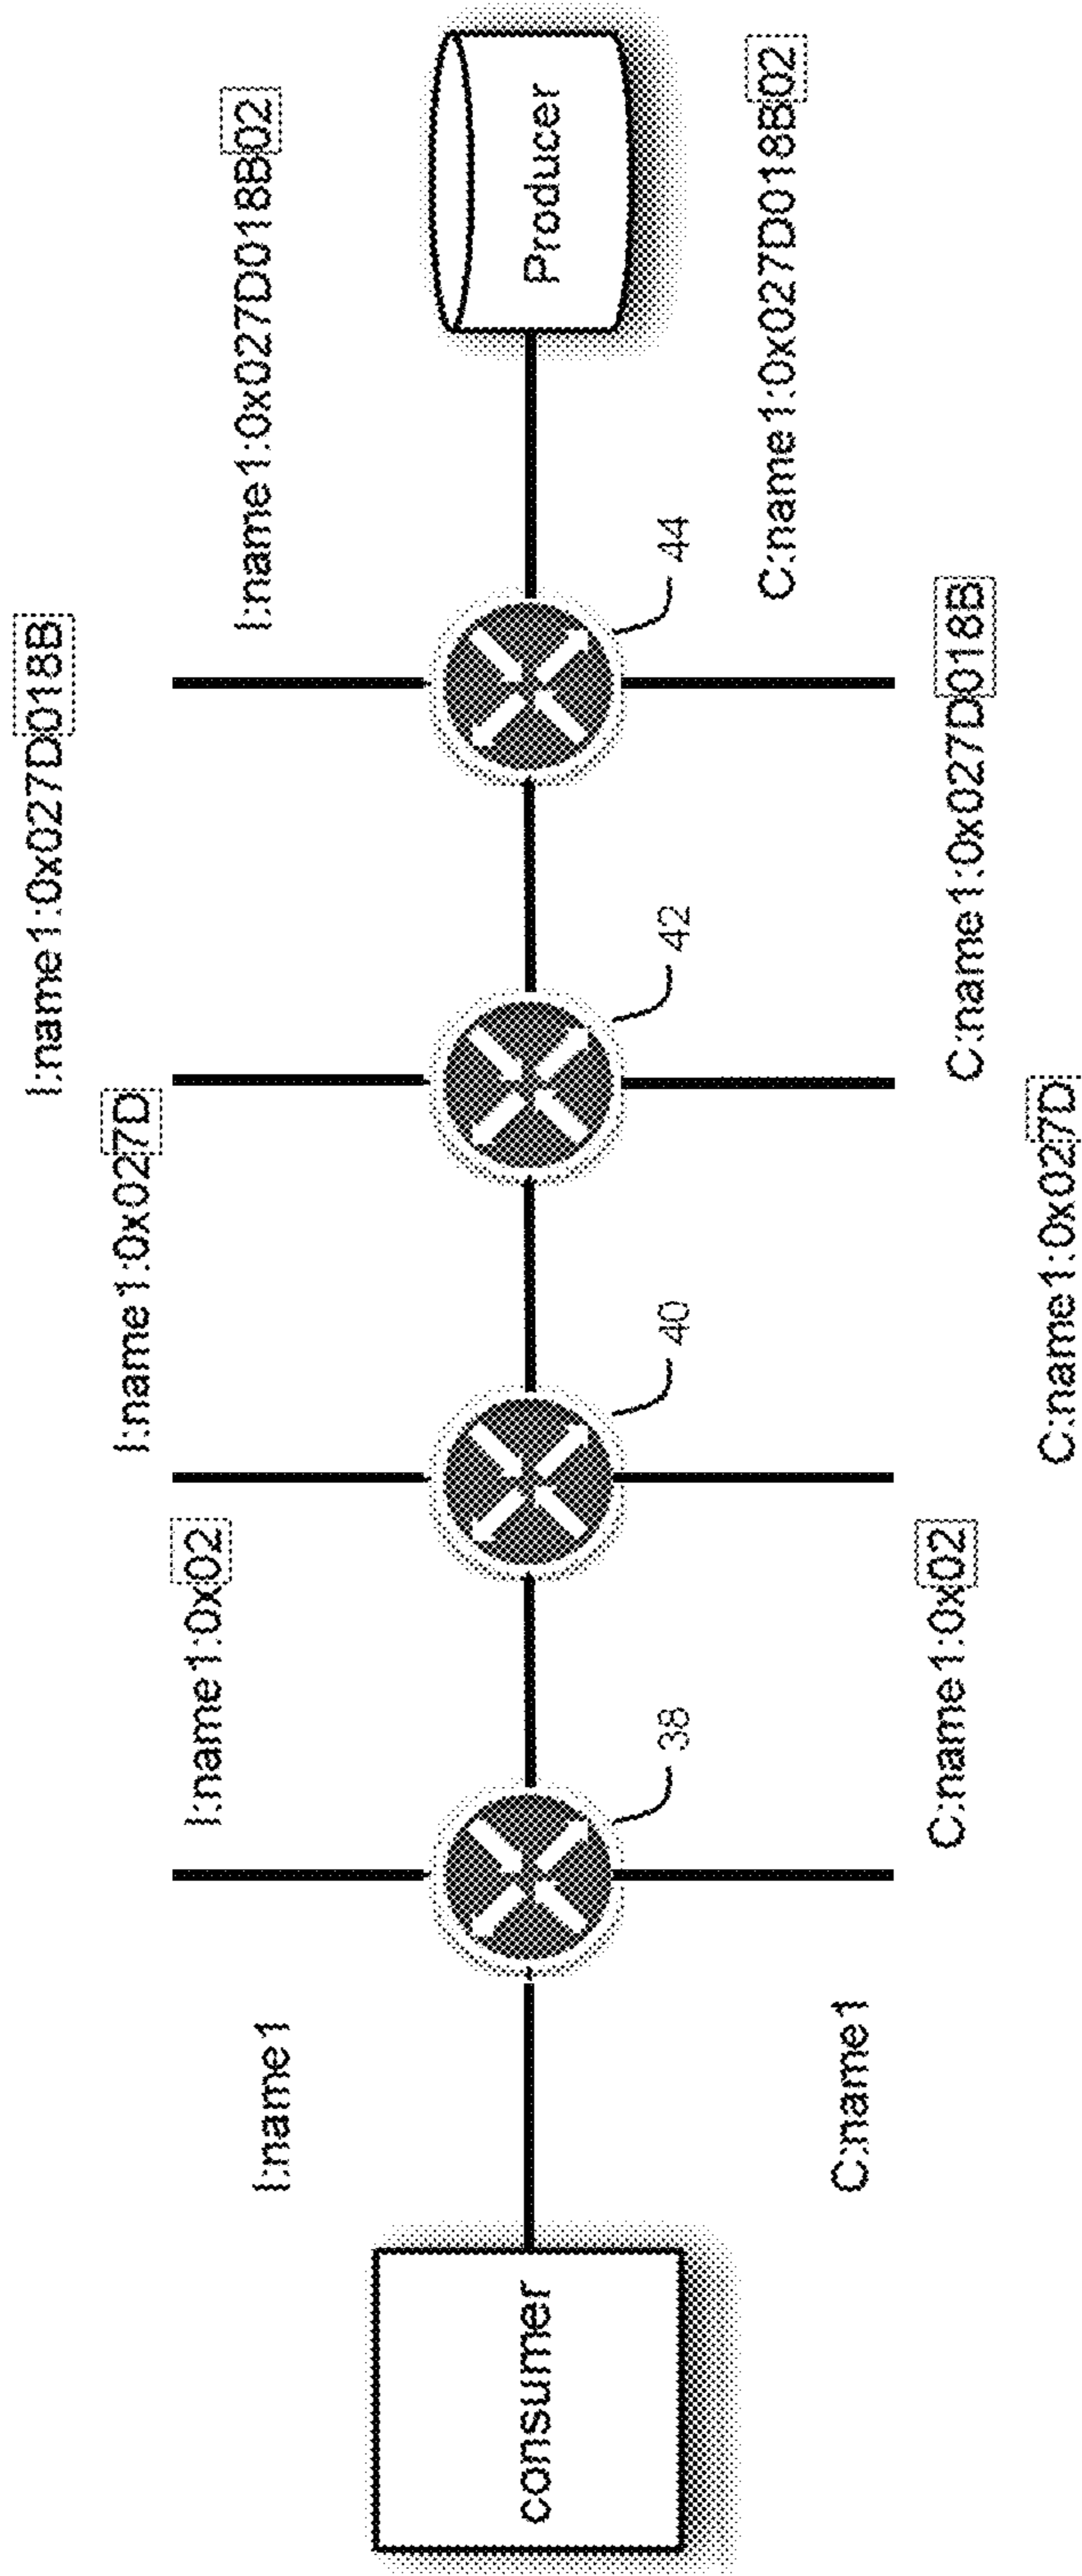 I:name1:0x027D018B
I:name1:0x027D
I:name1:0x02
I:name1:0x027D018B02
I:name1
consumer
38
40
42
44
Producer
C:name1
C:name1:0x02
C:name1:0x027D018B02
C:name1:0x027D018B
C:name1:0x027D